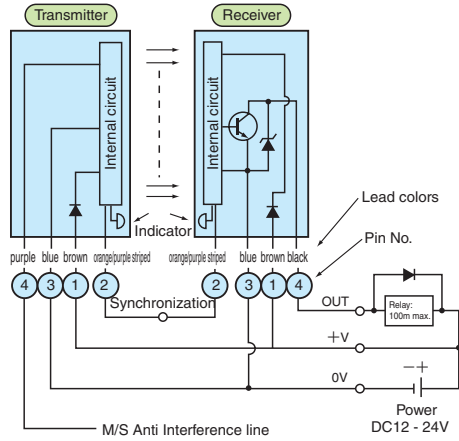 Transmitter
Receiver
Internal circuit
Internal circuit
Indicator
Lead colors
purple blue brown orange/purple striped
orange/purple striped blue brown black
Pin No.
4 3 1 2
2 3 1 4
Synchronization
OUT
Relay:
100m max.
+V
0V
− +
Power
DC12 - 24V
M/S Anti Interference line